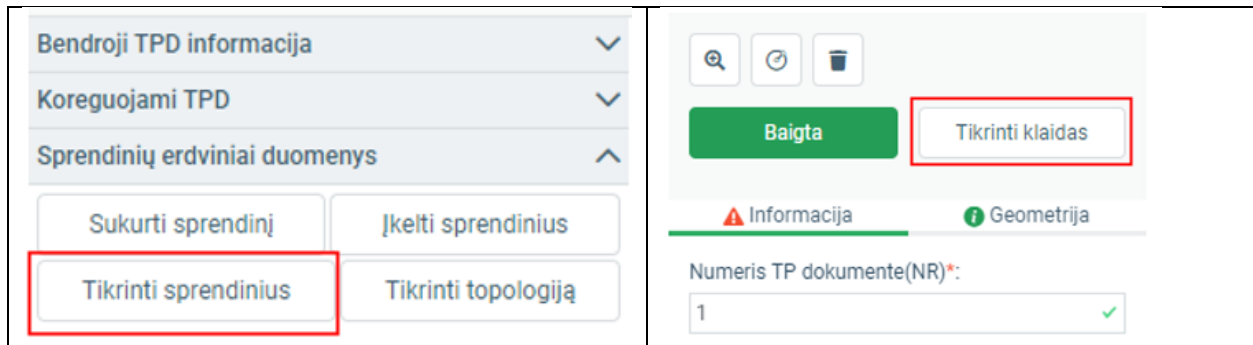 Bendroji TPD informacija
Koreguojami TPD
Sprendinių erdviniai duomenys
Sukurti sprendinį
Įkelti sprendinius
Tikrinti sprendinius
Tikrinti topologiją
Baigta
Tikrinti klaidas
Informacija
Geometrija
Numeris TP dokumente(NR)*:
1